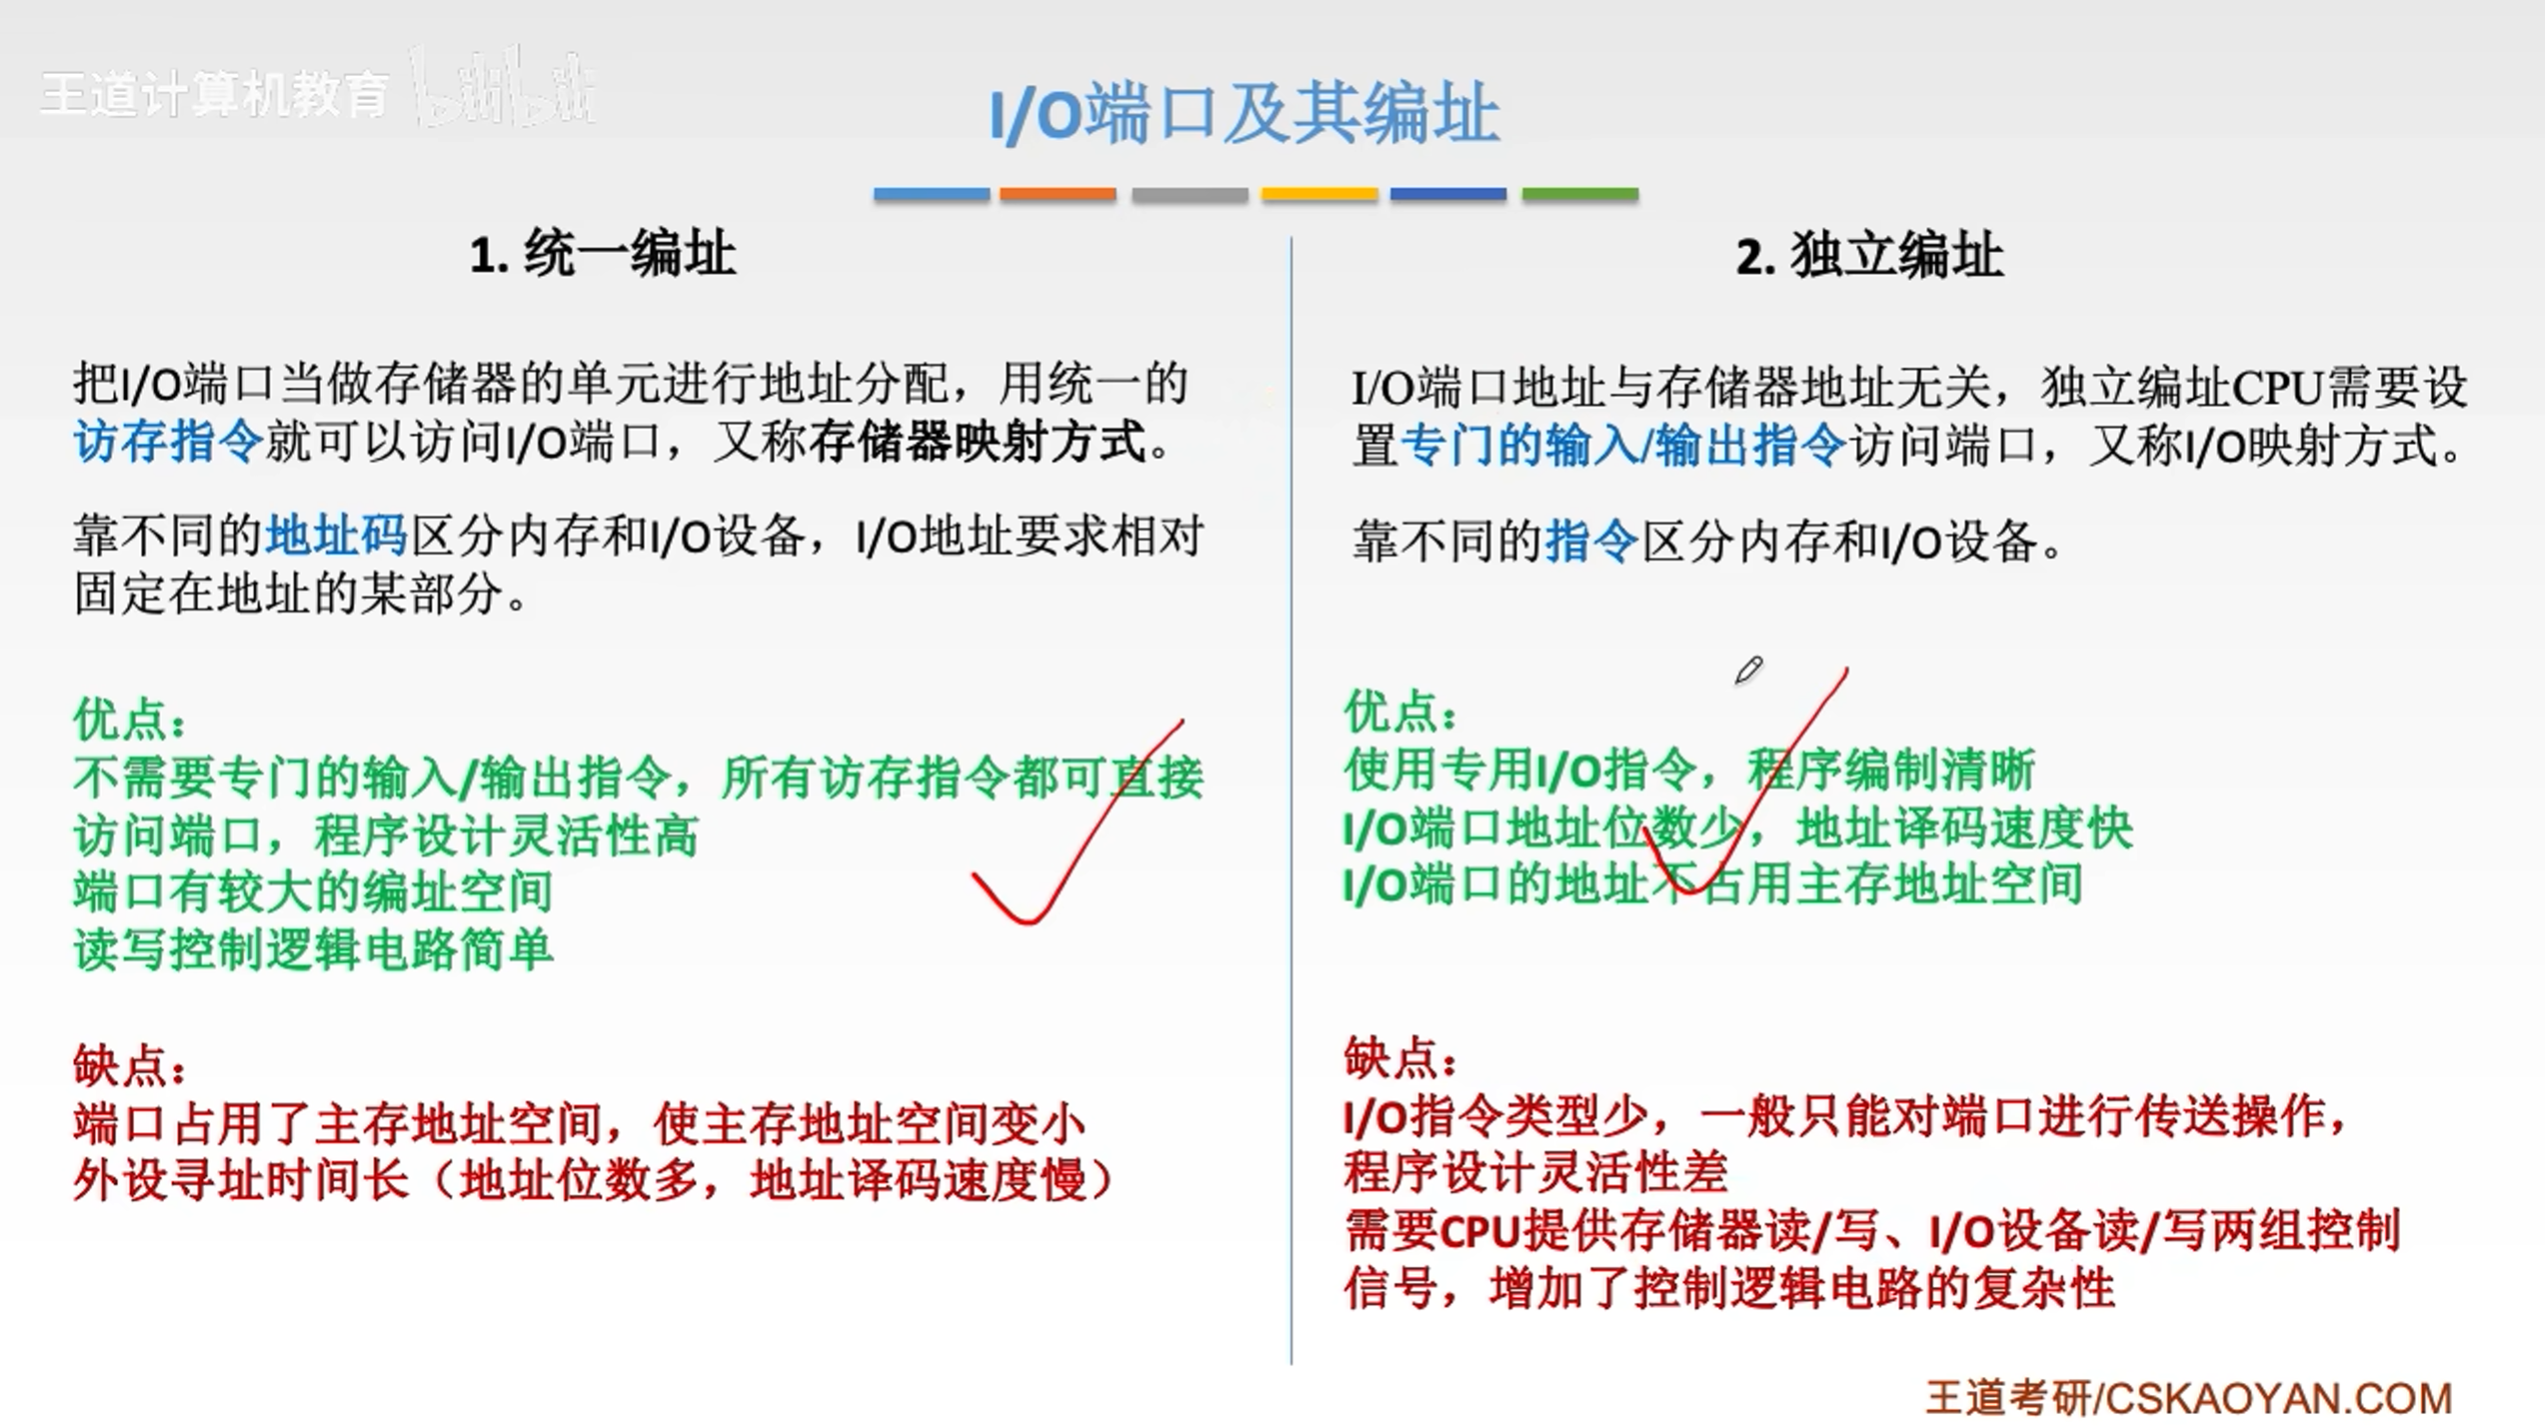 王道计算机教育 bilibili
I/O端口及其编址
1. 统一编址
把I/O端口当做存储器的单元进行地址分配，用统一的
访存指令就可以访问I/O端口，又称存储器映射方式。
靠不同的地址码区分内存和I/O设备，I/O地址要求相对
固定在地址的某部分。
优点：
不需要专门的输入/输出指令，所有访存指令都可直接
访问端口，程序设计灵活性高
端口有较大的编址空间
读写控制逻辑电路简单
缺点：
端口占用了主存地址空间，使主存地址空间变小
外设寻址时间长（地址位数多，地址译码速度慢）
2. 独立编址
I/O端口地址与存储器地址无关，独立编址CPU需要设
置专门的输入/输出指令访问端口，又称I/O映射方式。
靠不同的指令区分内存和I/O设备。
优点：
使用专用I/O指令，程序编制清晰
I/O端口地址位数少，地址译码速度快
I/O端口的地址不占用主存地址空间
缺点：
I/O指令类型少，一般只能对端口进行传送操作，
程序设计灵活性差
需要CPU提供存储器读/写、I/O设备读/写两组控制
信号，增加了控制逻辑电路的复杂性
王道考研/CSKAOYAN.COM